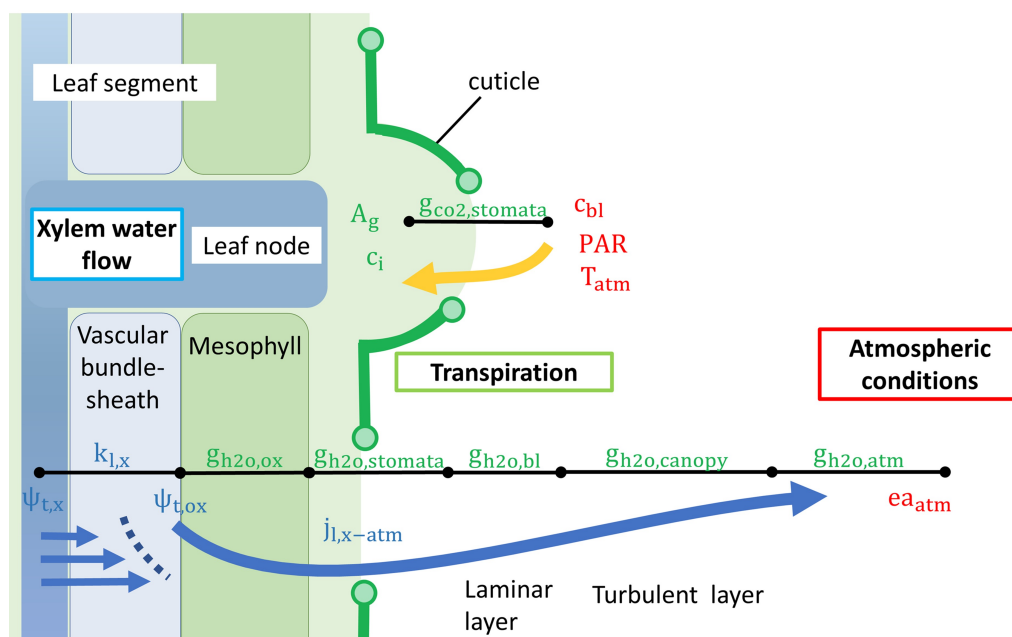 Leaf segment
cuticle
A_g
g_co2,stomata
c_bl
Xylem water
flow
Leaf node
c_i
PAR
T_atm
Vascular
bundle-
sheath
Mesophyll
Transpiration
Atmospheric
conditions
k_l,x
g_h2o,ox
g_h2o,stomata
g_h2o,bl
g_h2o,canopy
g_h2o,atm
ψ_t,x
ψ_t,ox
ea_atm
j_l,x−atm
Laminar
layer
Turbulent layer